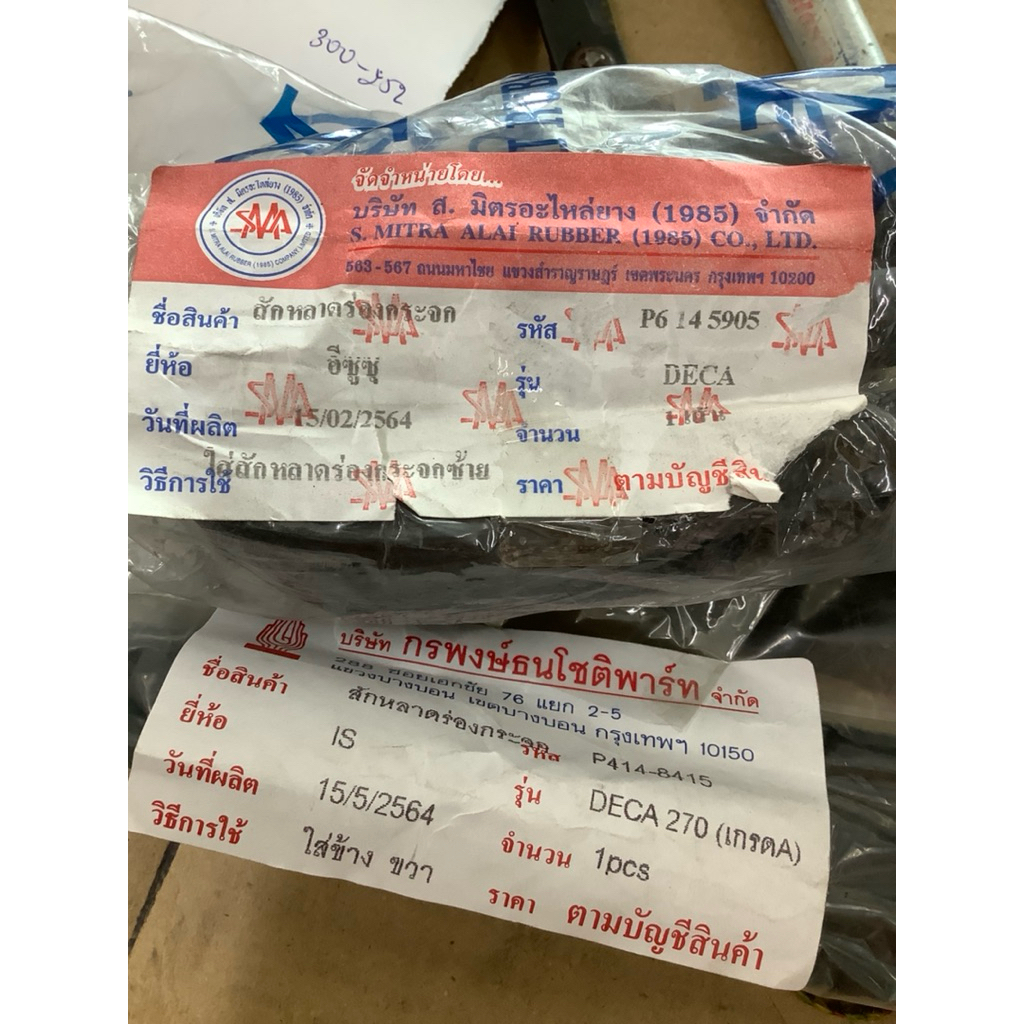 300-452
จัดจำหน่ายโดย...
บริษัท ส. มิตรอะไหล่ยาง (1985) จำกัด
S. MITRA ALAI RUBBER (1985) CO., LTD.
563-567 ถนนมหาไชย แขวงสำราญราษฎร์ เขตพระนคร กรุงเทพฯ 10200
ชื่อสินค้า สักหลาดร่องกระจก รหัส P6 14 5905
ยี่ห้อ อีซูซุ รุ่น DECA
วันที่ผลิต 15/02/2564 จำนวน 1 เส้น
วิธีการใช้ ใส่สักหลาดร่องกระจกซ้าย ราคา ตามบัญชีสิน
บริษัท กรพงษ์ธนโชติพาร์ท จำกัด
288 ซอยเอกชัย 76 แยก 2-5
แขวงบางบอน เขตบางบอน กรุงเทพฯ 10150
ชื่อสินค้า สักหลาดร่องกระจก รหัส P414-8415
ยี่ห้อ IS รุ่น DECA 270 (เกรดA)
วันที่ผลิต 15/5/2564 จำนวน 1pcs
วิธีการใช้ ใส่ข้าง ขวา ราคา ตามบัญชีสินค้า